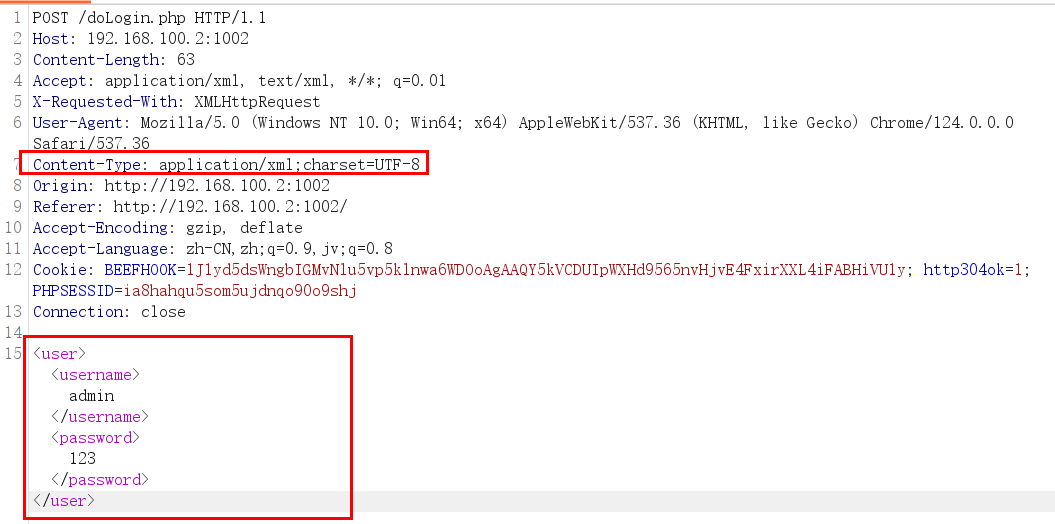 1 POST /doLogin.php HTTP/1.1
2 Host: 192.168.100.2:1002
3 Content-Length: 63
4 Accept: application/xml, text/xml, */*; q=0.01
5 X-Requested-With: XMLHttpRequest
6 User-Agent: Mozilla/5.0 (Windows NT 10.0; Win64; x64) AppleWebKit/537.36 (KHTML, like Gecko) Chrome/124.0.0.0
Safari/537.36
7 Content-Type: application/xml;charset=UTF-8
8 Origin: http://192.168.100.2:1002
9 Referer: http://192.168.100.2:1002/
10 Accept-Encoding: gzip, deflate
11 Accept-Language: zh-CN,zh;q=0.9,jv;q=0.8
12 Cookie: BEEFHOOK=1J1yd5dsWngbIGMvNlu5vp5klnwa6WDOoAgAAQY5kVCDUIpWXHd9565nvHjvE4FxirXXL4iFABHiVUly; http304ok=1;
PHPSESSID=ia8hahqu5som5ujdnqo90o9shj
13 Connection: close
14
15 <user>
<username>
admin
</username>
<password>
123
</password>
</user>